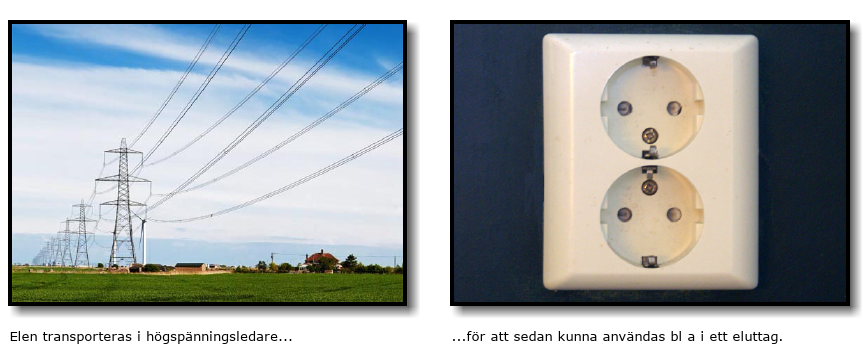 Elen transporteras i högspänningsledare...
...för att sedan kunna användas bl a i ett eluttag.